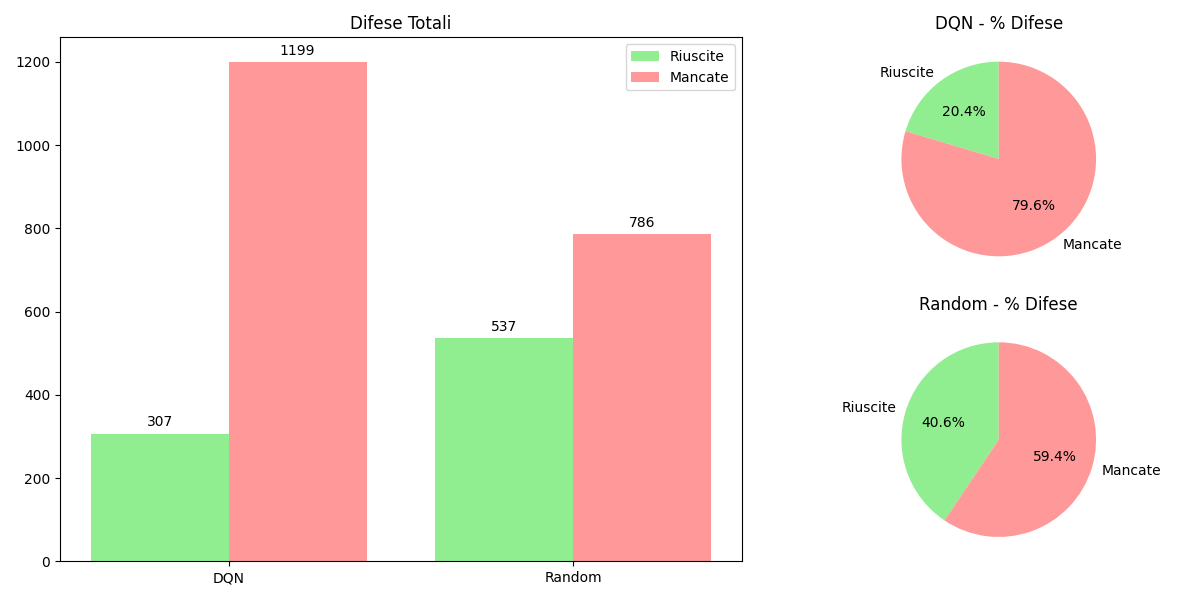 Difese Totali
1200
1000
800
600
400
200
0
307
1199
537
786
DQN
Random
Riuscite
Mancate
DQN - % Difese
Riuscite
20.4%
79.6%
Mancate
Random - % Difese
Riuscite
40.6%
59.4%
Mancate